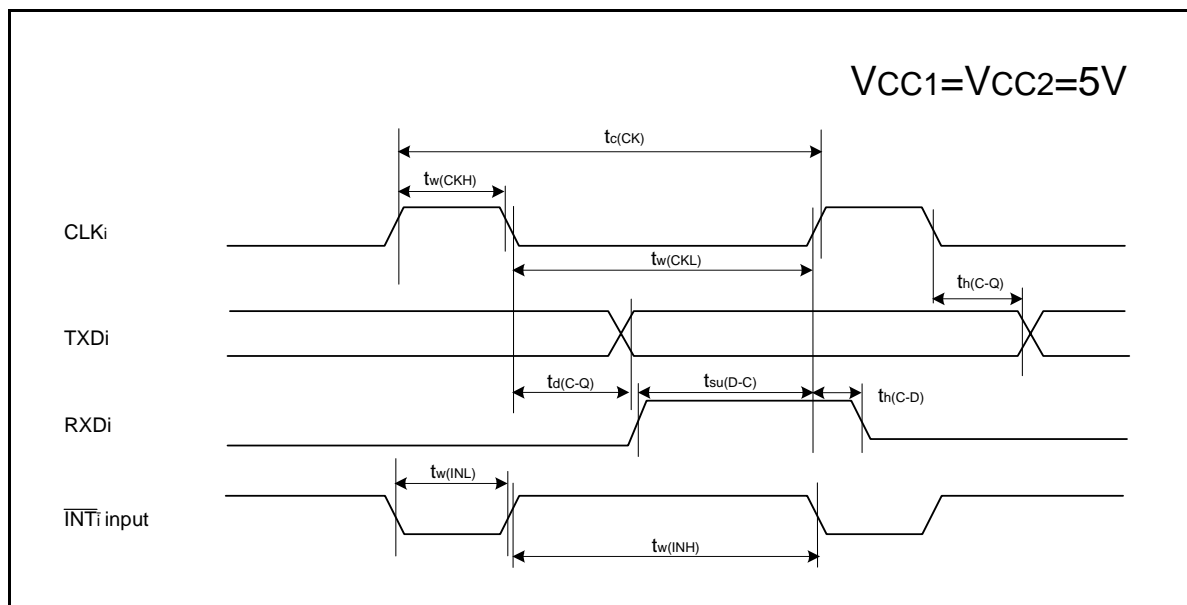 VCC1=VCC2=5V
tc(CK)
tw(CKH)
CLKi
tw(CKL)
th(C-Q)
TXDi
td(C-Q)
tsu(D-C)
th(C-D)
RXDi
tw(INL)
INTi input
tw(INH)